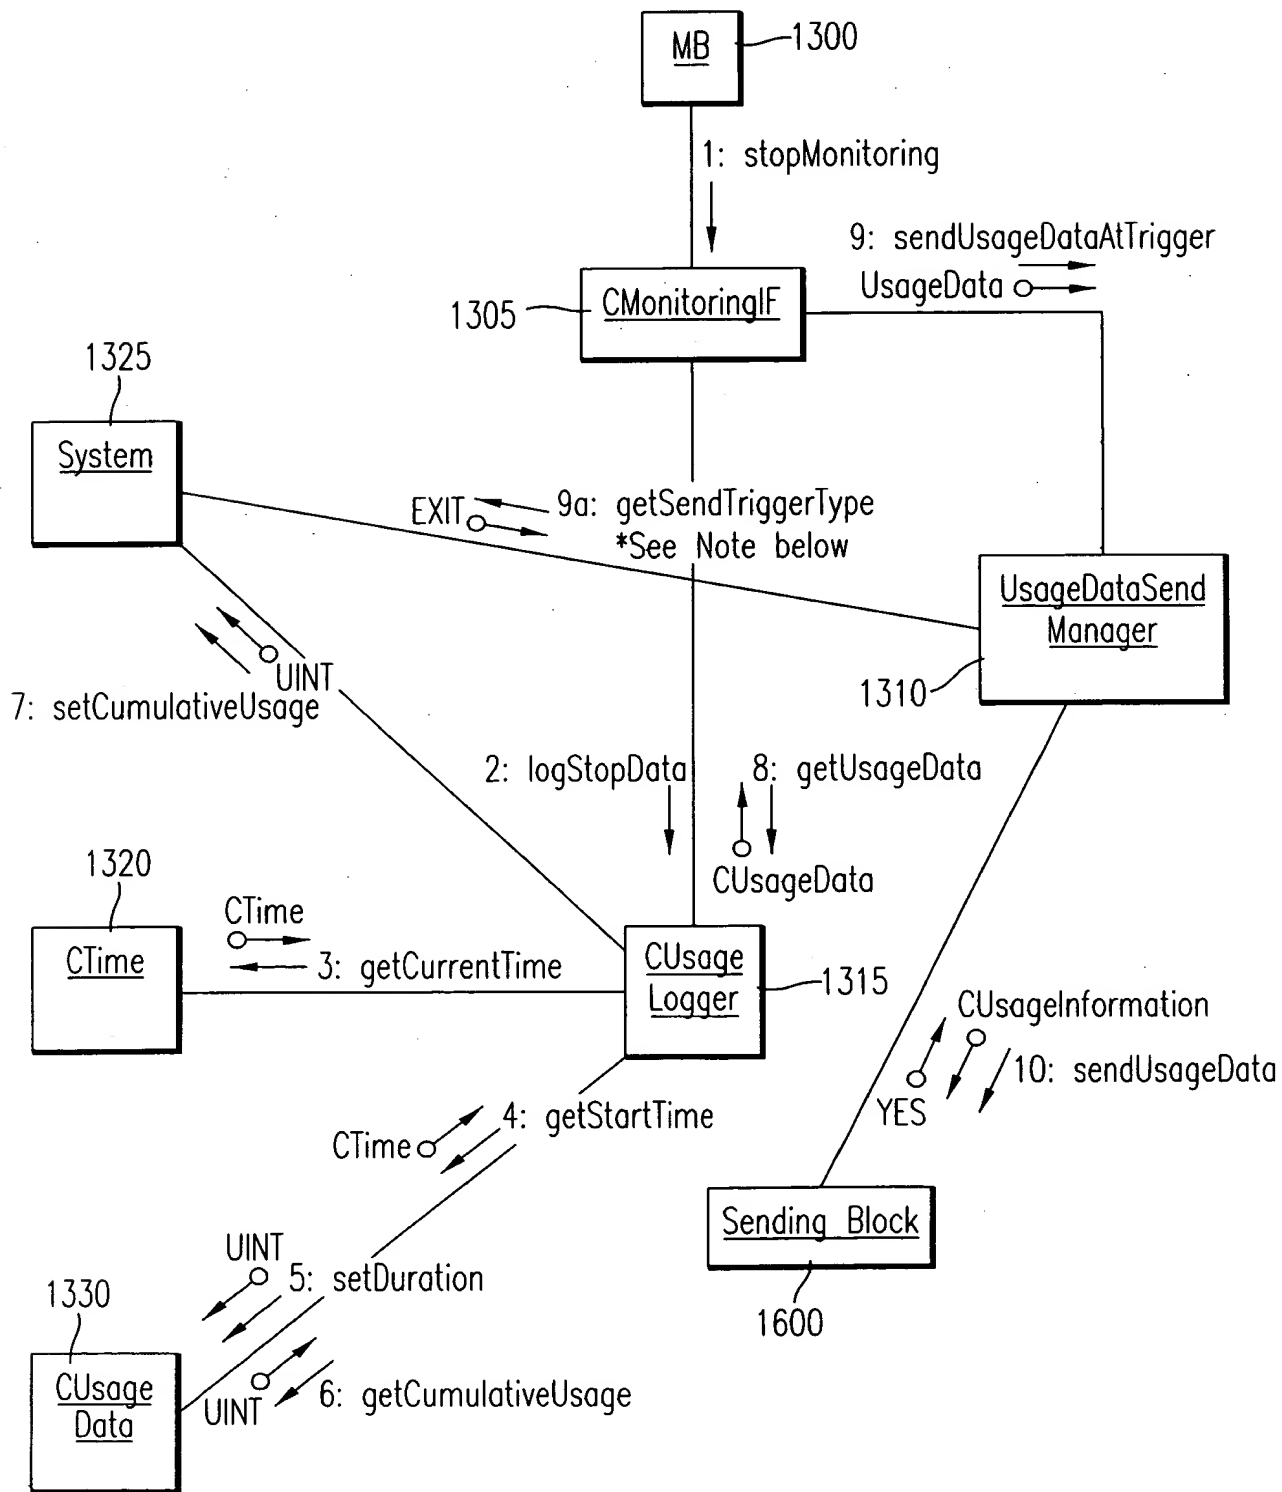 MB
1300
1: stopMonitoring
9: sendUsageDataAtTrigger
UsageData
CMonitoringIF
1305
1325
System
EXIT
9a: getSendTriggerType
*See Note below
UsageDataSend
Manager
1310
UINT
7: setCumulativeUsage
2: logStopData
8: getUsageData
CUsageData
1320
CTime
CTime
3: getCurrentTime
CUsage
Logger
1315
CUsageInformation
10: sendUsageData
YES
4: getStartTime
CTime
Sending Block
1600
UINT
5: setDuration
1330
CUsage
Data
UINT
6: getCumulativeUsage